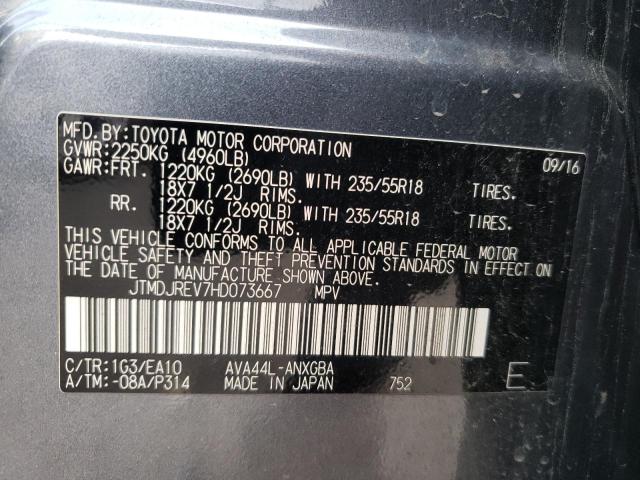 MFD.BY:TOYOTA MOTOR CORPORATION 09/16
GVWR:2250KG (4960LB)
GAWR:FRT. 1220KG (2690LB) WITH 235/55R18 TIRES.
18X7 1/2J RIMS.
RR. 1220KG (2690LB) WITH 235/55R18 TIRES.
18X7 1/2J RIMS.
THIS VEHICLE CONFORMS TO ALL APPLICABLE FEDERAL MOTOR
VEHICLE SAFETY AND THEFT PREVENTION STANDARDS IN EFFECT ON
THE DATE OF MANUFACTURE SHOWN ABOVE.
JTMDJREV7HD073667 MPV
C/TR:1G3/EA10 AVA44L-ANXGBA
A/TM:-08A/P314 MADE IN JAPAN 752 E